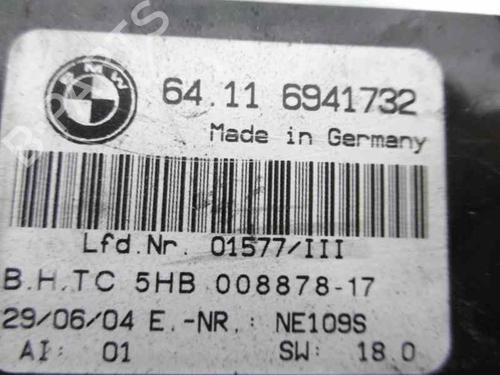 BMW
64.11 6941732
Made in Germany
Lfd.Nr. 01577/III
B.H.TC 5HB 008878-17
29/06/04 E.-NR.: NE109S
AI: 01 SW: 18.0